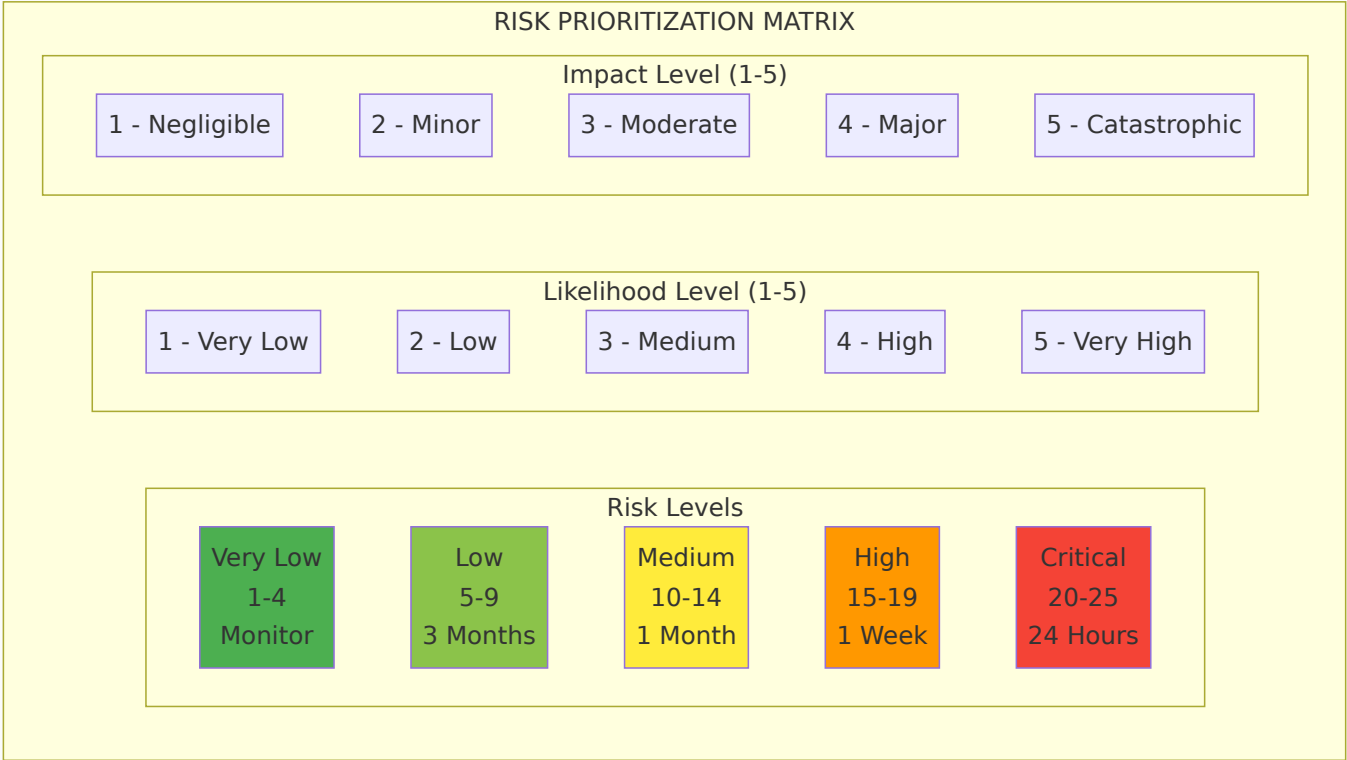 RISK PRIORITIZATION MATRIX
Impact Level (1-5)
1 - Negligible
2 - Minor
3 - Moderate
4 - Major
5 - Catastrophic
Likelihood Level (1-5)
1 - Very Low
2 - Low
3 - Medium
4 - High
5 - Very High
Risk Levels
Very Low
1-4
Monitor
Low
5-9
3 Months
Medium
10-14
1 Month
High
15-19
1 Week
Critical
20-25
24 Hours